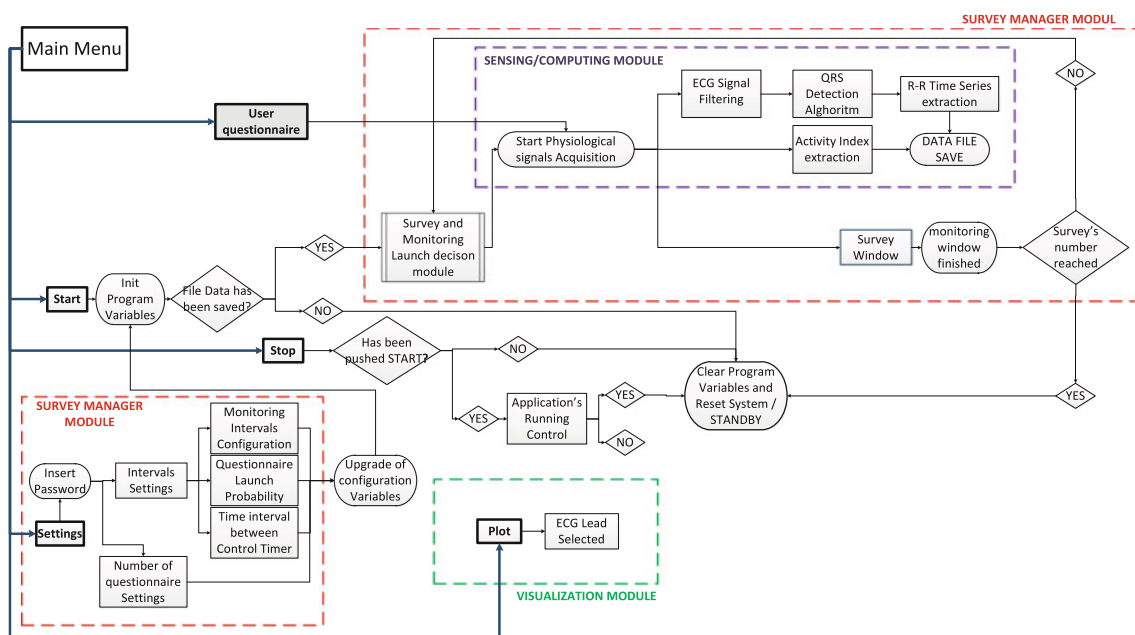 SURVEY MANAGER MODUL
Main Menu
SENSING/COMPUTING MODULE
NO
ECG Signal
Filtering
QRS
Detection
Alghoritm
R-R Time Series
extraction
User
questionnaire
Start Physiological
signals Acquisition
Activity Index
extraction
DATA FILE
SAVE
Survey and
Monitoring
Launch decison
module
YES
Survey
Window
monitoring
window
finished
Survey's
number
reached
Start
Init
Program
Variables
File Data has
been saved?
NO
Stop
Has been
pushed START?
NO
Clear Program
Variables and
Reset System /
STANDBY
YES
YES
Application's
Running
Control
YES
NO
SURVEY MANAGER
MODULE
Monitoring
Intervals
Configuration
Insert
Password
Intervals
Settings
Questionnaire
Launch
Probability
Upgrade of
configuration
Variables
Settings
Time interval
between
Control Timer
Number of
questionnaire
Settings
Plot
ECG Lead
Selected
VISUALIZATION MODULE